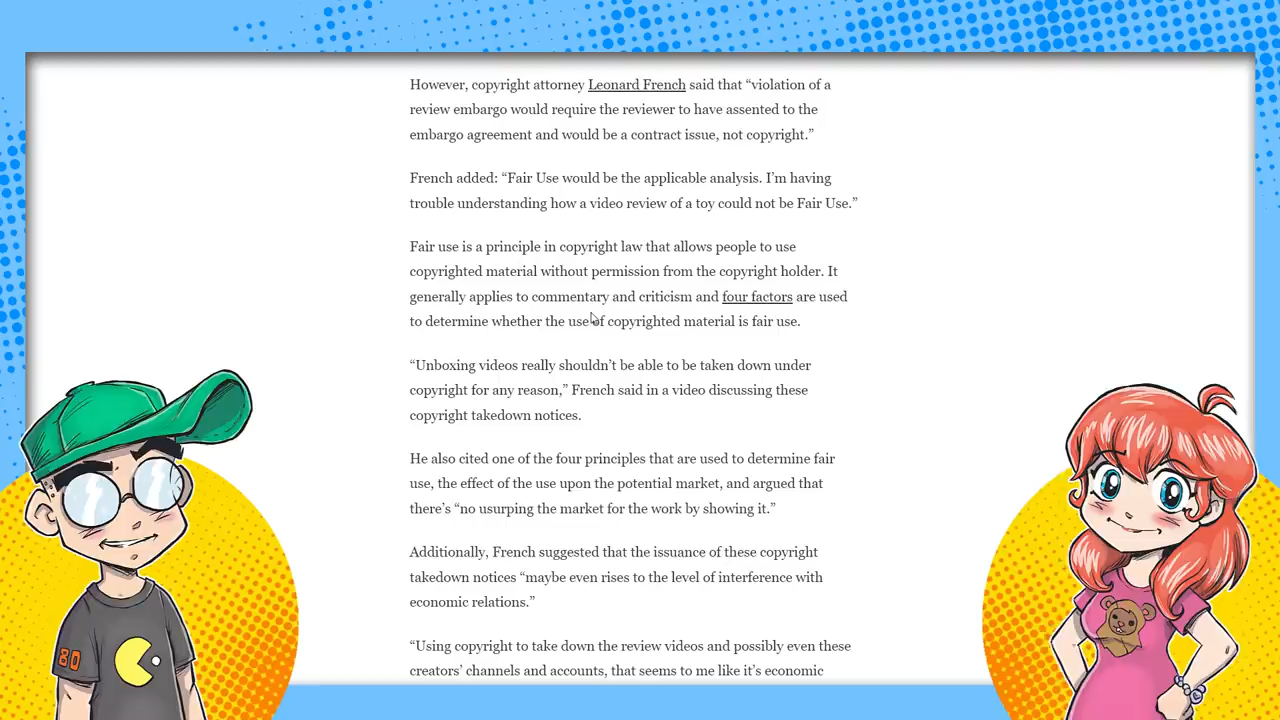 However, copyright attorney Leonard French said that “violation of a
review embargo would require the reviewer to have assented to the
embargo agreement and would be a contract issue, not copyright.”
French added: “Fair Use would be the applicable analysis. I’m having
trouble understanding how a video review of a toy could not be Fair Use.”
Fair use is a principle in copyright law that allows people to use
copyrighted material without permission from the copyright holder. It
generally applies to commentary and criticism and four factors are used
to determine whether the use of copyrighted material is fair use.
“Unboxing videos really shouldn’t be able to be taken down under
copyright for any reason,” French said in a video discussing these
copyright takedown notices.
He also cited one of the four principles that are used to determine fair
use, the effect of the use upon the potential market, and argued that
there’s “no usurping the market for the work by showing it.”
Additionally, French suggested that the issuance of these copyright
takedown notices “maybe even rises to the level of interference with
economic relations.”
“Using copyright to take down the review videos and possibly even these
creators’ channels and accounts, that seems to me like it’s economic
80